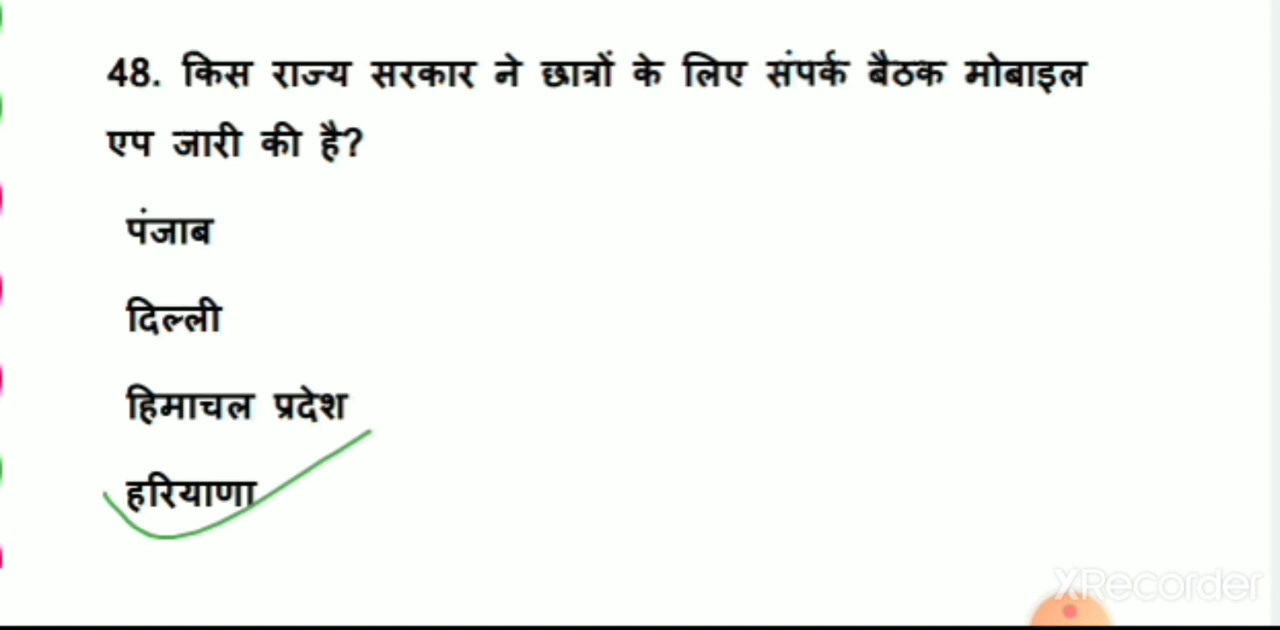 48. किस राज्य सरकार ने छात्रों के लिए संपर्क बैठक मोबाइल
एप जारी की है?
पंजाब
दिल्ली
हिमाचल प्रदेश
हरियाणा
XRecorder